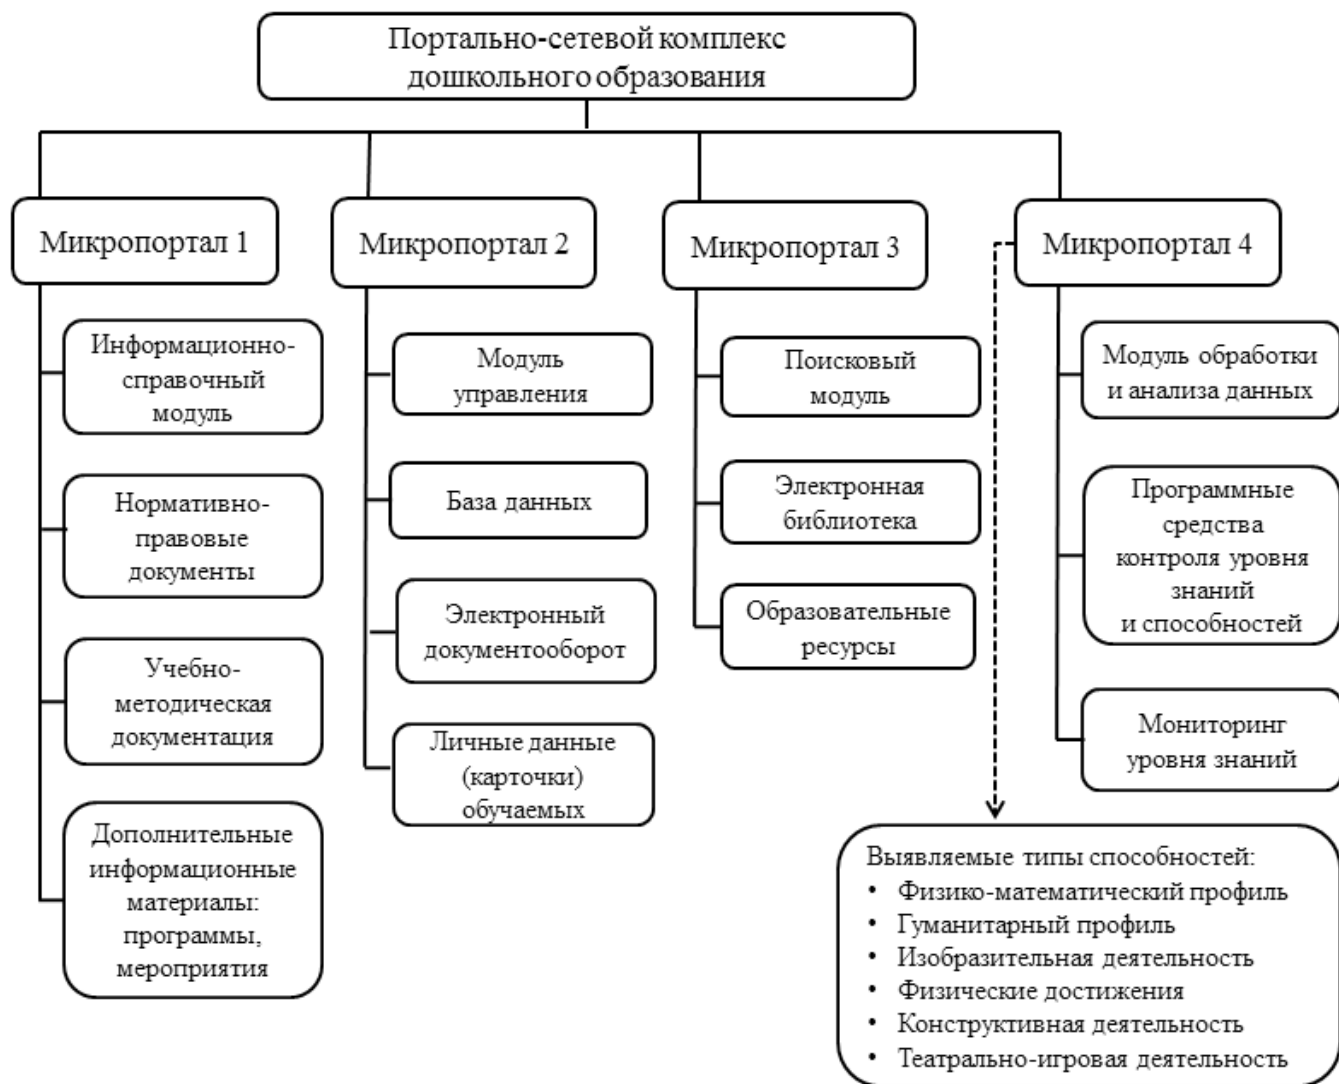 Портально-сетевой комплекс
дошкольного образования
Микропортал 1
Информационно-
справочный
модуль
Нормативно-
правовые
документы
Учебно-
методическая
документация
Дополнительные
информационные
материалы:
программы,
мероприятия
Микропортал 2
Модуль
управления
База данных
Электронный
документооборот
Личные данные
(карточки)
обучаемых
Микропортал 3
Поисковый
модуль
Электронная
библиотека
Образовательные
ресурсы
Микропортал 4
Модуль обработки
и анализа данных
Программные
средства
контроля уровня
знаний
и способностей
Мониторинг
уровня знаний
Выявляемые типы способностей:
• Физико-математический профиль
• Гуманитарный профиль
• Изобразительная деятельность
• Физические достижения
• Конструктивная деятельность
• Театрально-игровая деятельность